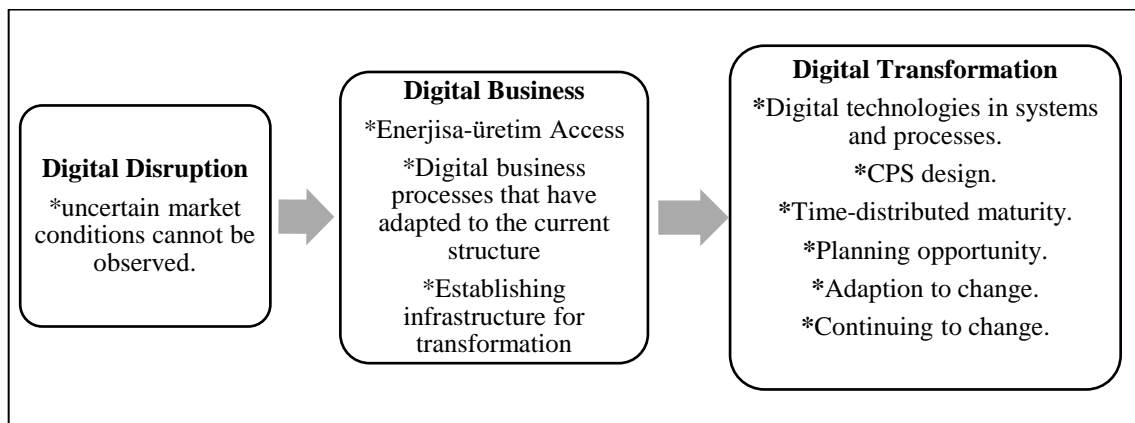 Digital Disruption
*uncertain market
conditions cannot be
observed.
Digital Business
*Enerjisa-üretim Access
*Digital business
processes that have
adapted to the current
structure
*Establishing
infrastructure for
transformation
Digital Transformation
*Digital technologies in systems
and processes.
*CPS design.
*Time-distributed maturity.
*Planning opportunity.
*Adaption to change.
*Continuing to change.